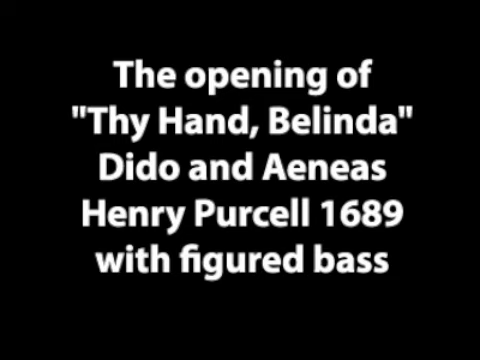 The opening of
"Thy Hand, Belinda"
Dido and Aeneas
Henry Purcell 1689
with figured bass